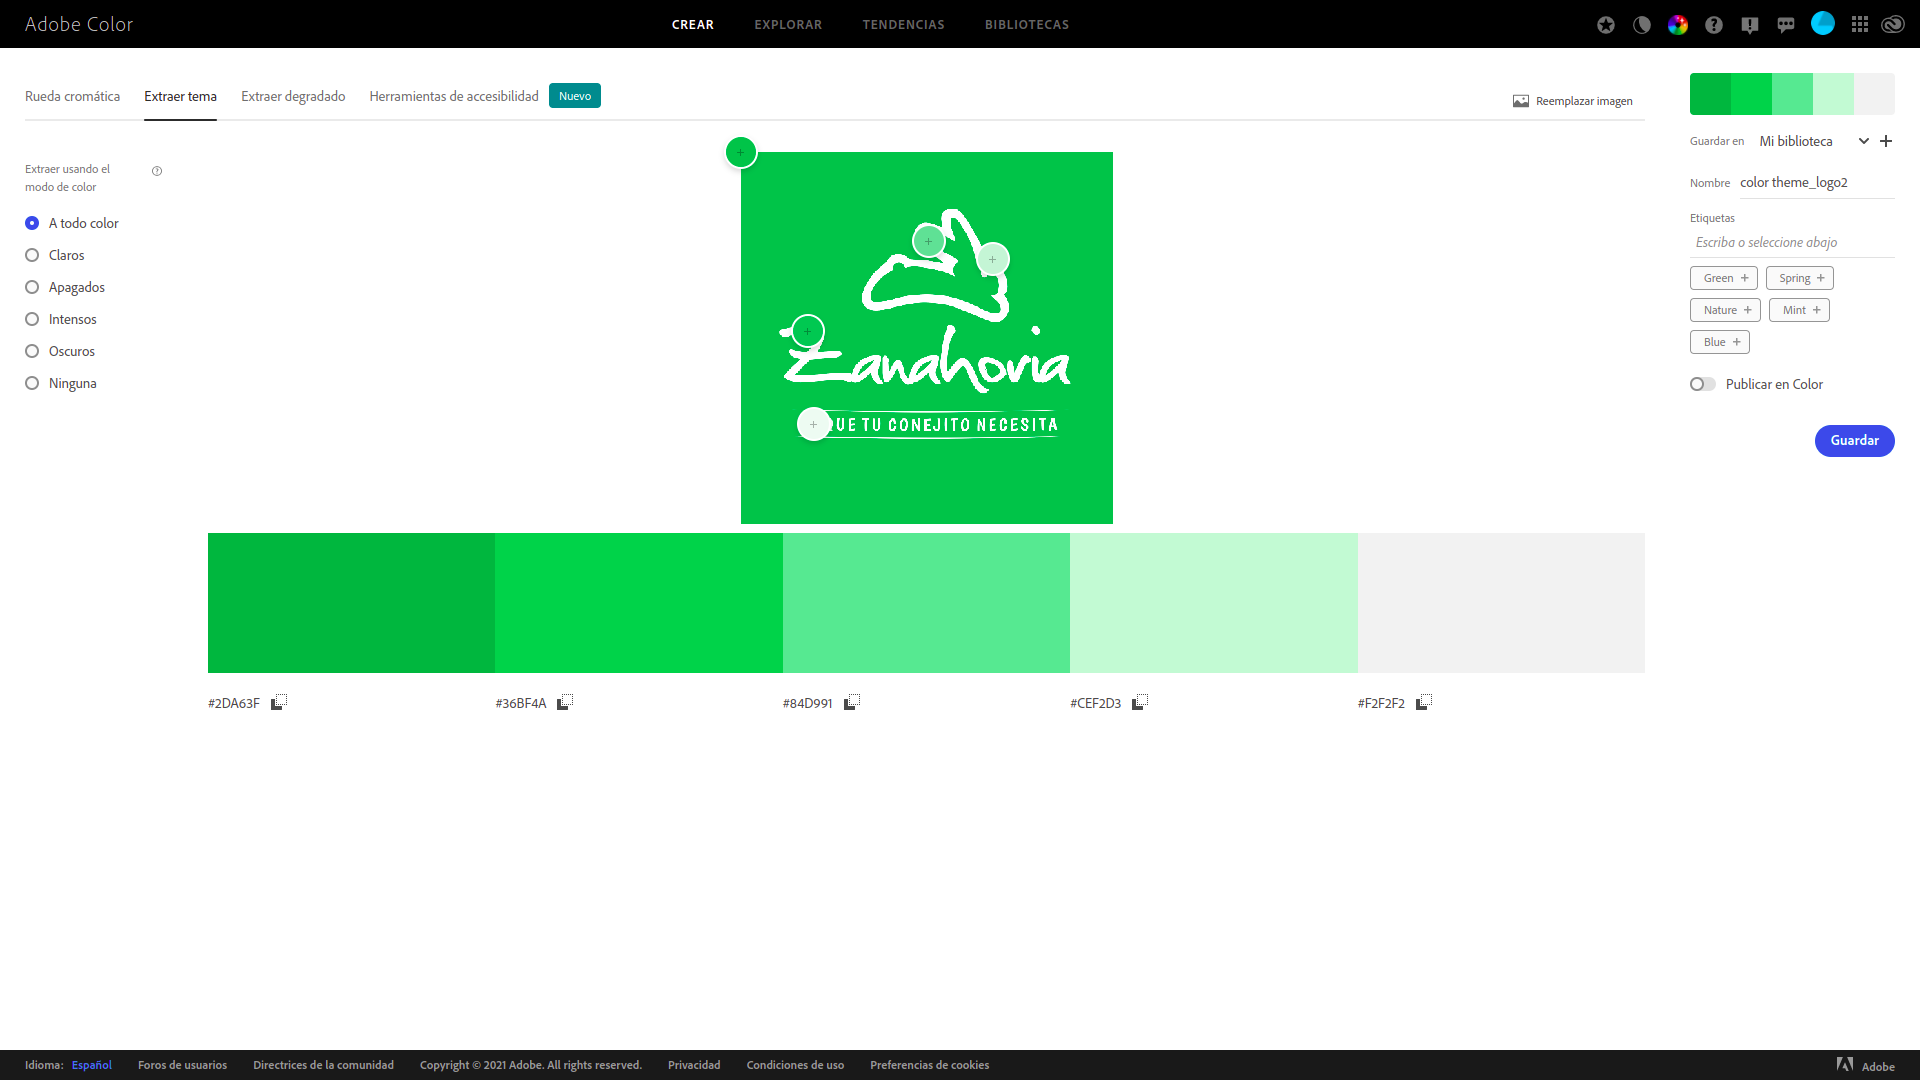 Adobe Color
CREAR
EXPLORAR
TENDENCIAS
BIBLIOTECAS
Rueda cromática
Extraer tema
Extraer degradado
Herramientas de accesibilidad
Nuevo
Reemplazar imagen
Extraer usando el
modo de color
A todo color
Claros
Apagados
Intensos
Oscuros
Ninguna
Zanahoria
QUE TU CONEJITO NECESITA
#2DA63F
#36BF4A
#84D991
#CEF2D3
#F2F2F2
Guardar en
Mi biblioteca
Nombre
color theme_logo2
Etiquetas
Escriba o seleccione abajo
Green +
Spring +
Nature +
Mint +
Blue +
Publicar en Color
Guardar
Idioma: Español
Foros de usuarios
Directrices de la comunidad
Copyright © 2021 Adobe. All rights reserved.
Privacidad
Condiciones de uso
Preferencias de cookies
Adobe